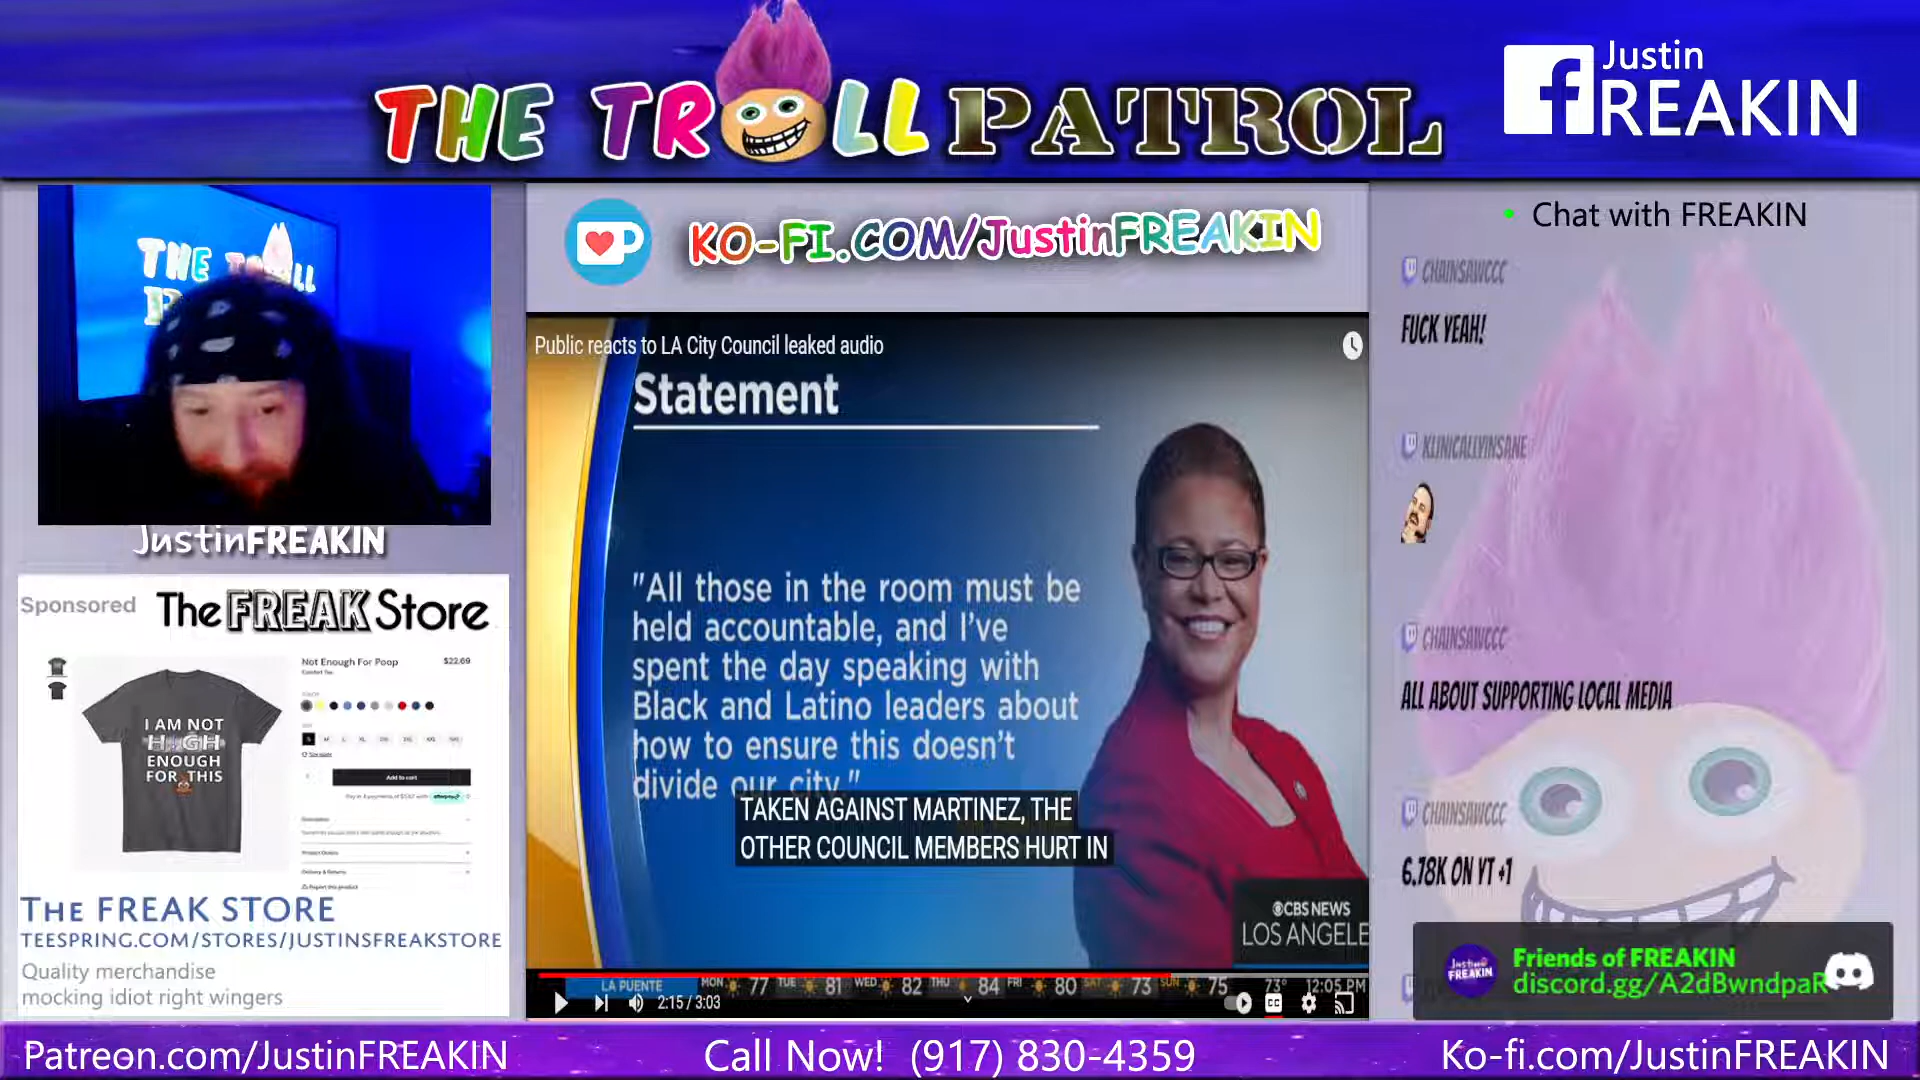 THE TROLL PATROL
Justin
FREAKIN
THE TROLL
JustinFREAKIN
Sponsored
The FREAK Store
Not Enough For Poop
$22.69
I AM NOT
HIGH
ENOUGH
FOR THIS
Add to cart
THE FREAK STORE
TEESPRING.COM/STORES/JUSTINSFREAKSTORE
Quality merchandise
mocking idiot right wingers
KO-FI.COM/JustinFREAKIN
Public reacts to LA City Council leaked audio
Statement
"All those in the room must be
held accountable, and I've
spent the day speaking with
Black and Latino leaders about
how to ensure this doesn't
divide our city."
TAKEN AGAINST MARTINEZ, THE
OTHER COUNCIL MEMBERS HURT IN
CBS NEWS
LOS ANGELE
LA PUENTE MON 77 TUE 81 WED 82 THU 84 FRI 80 SAT 73 SUN 75 73° 12:05 PM
2:15 / 3:03
CC
Chat with FREAKIN
CHAINSAWCCC
FUCK YEAH!
KLINICALLYINSANE
CHAINSAWCCC
ALL ABOUT SUPPORTING LOCAL MEDIA
CHAINSAWCCC
6.78K ON YT +1
Justin
FREAKIN
Friends of FREAKIN
discord.gg/A2dBwndpaR
Patreon.com/JustinFREAKIN
Call Now! (917) 830-4359
Ko-fi.com/JustinFREAKIN